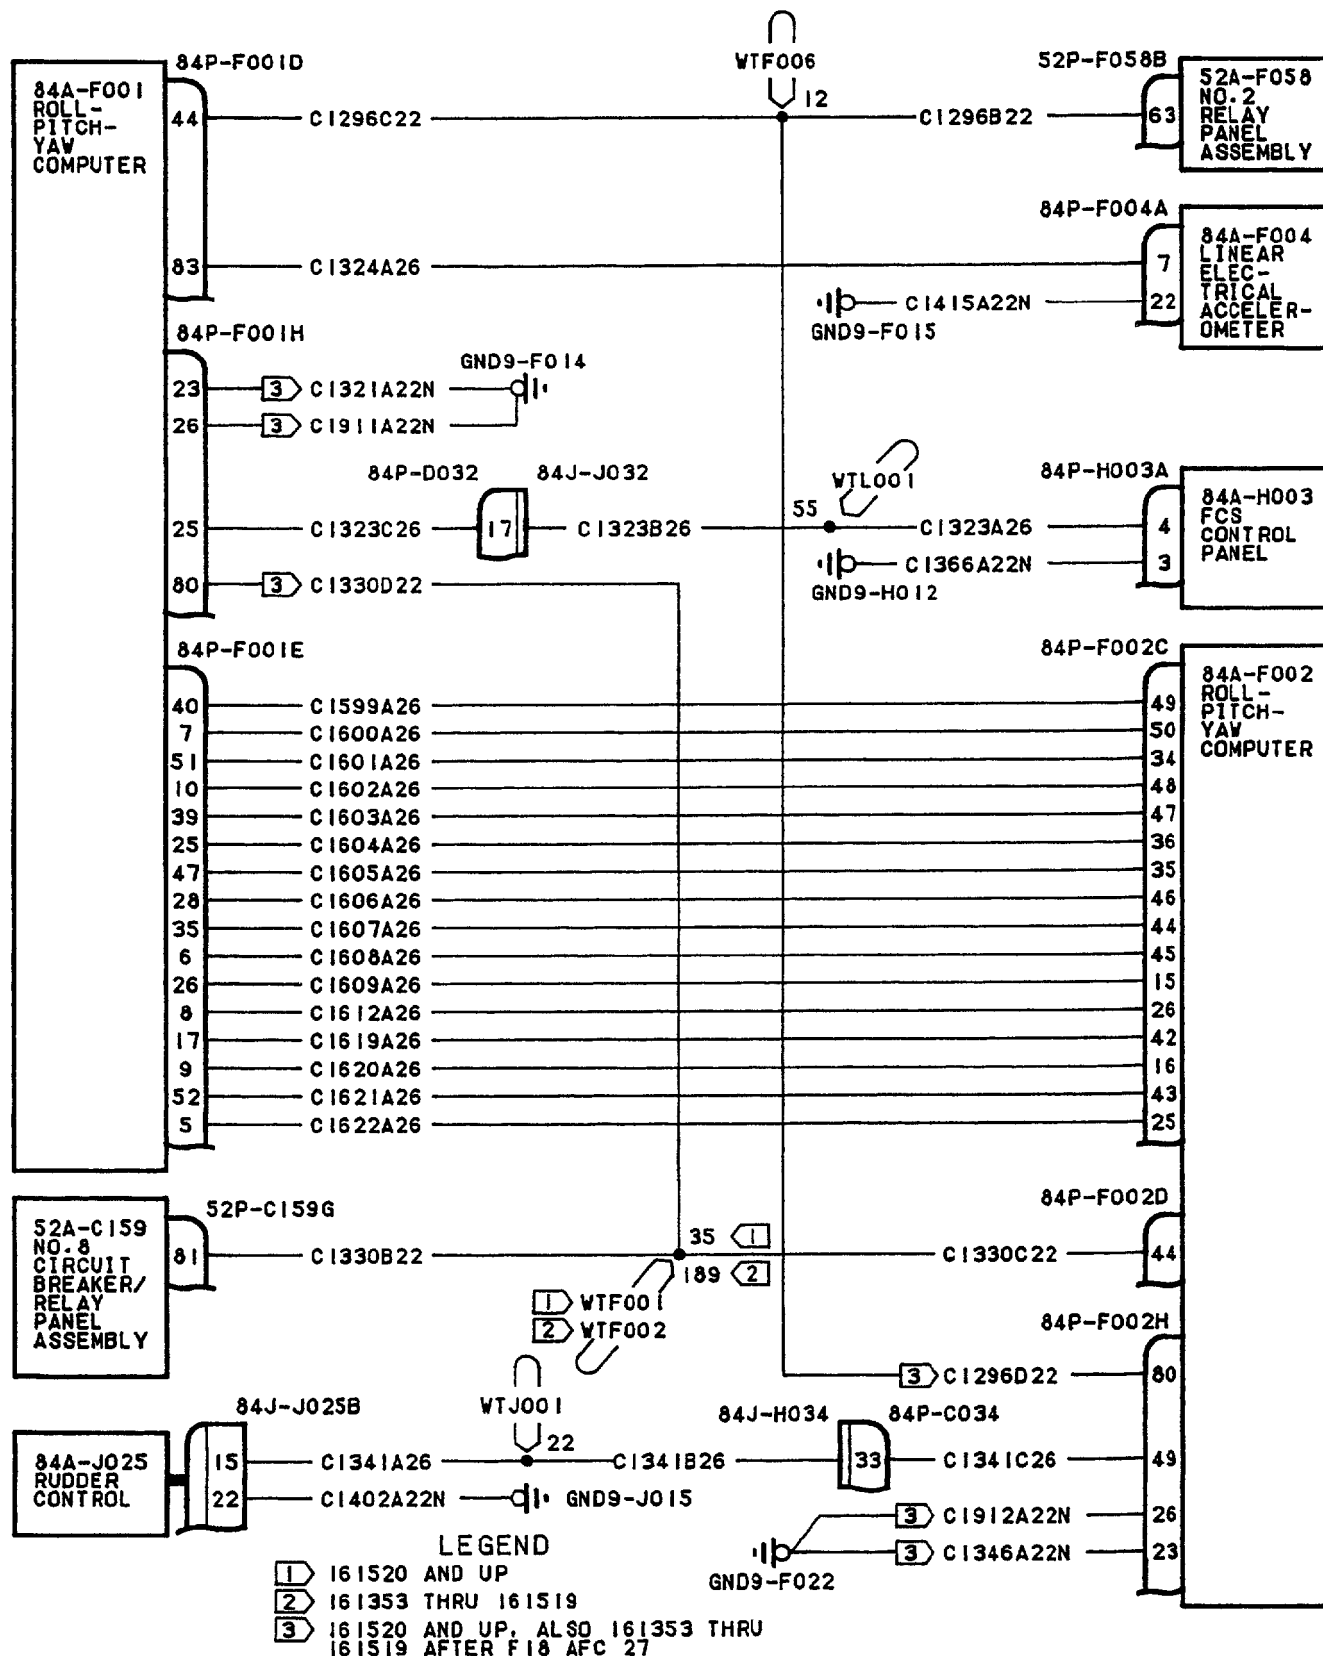 WTF006
12
84P-F001D
52P-F058B
84A-F001
ROLL-
PITCH-
YAW
COMPUTER
44
C1296C22
C1296B22
63
52A-F058
NO.2
RELAY
PANEL
ASSEMBLY
84P-F004A
83
C1324A26
7
84A-F004
LINEAR
ELEC-
TRICAL
ACCELER-
OMETER
C1415A22N
22
GND9-F015
84P-F001H
GND9-F014
23
3
C1321A22N
26
3
C1911A22N
84P-D032
84J-J032
WTL001
84P-H003A
25
C1323C26
17
C1323B26
55
C1323A26
4
84A-H003
FCS
CONTROL
PANEL
C1366A22N
3
GND9-H012
80
3
C1330D22
84P-F001E
84P-F002C
84A-F002
ROLL-
PITCH-
YAW
COMPUTER
40 C1599A26 49
7 C1600A26 50
51 C1601A26 34
10 C1602A26 48
39 C1603A26 47
25 C1604A26 36
47 C1605A26 35
28 C1606A26 46
35 C1607A26 44
6 C1608A26 45
26 C1609A26 15
8 C1612A26 26
17 C1619A26 42
9 C1620A26 16
52 C1621A26 43
5 C1622A26 25
52P-C159G
84P-F002D
52A-C159
NO.8
CIRCUIT
BREAKER/
RELAY
PANEL
ASSEMBLY
81
C1330B22
35 1
189 2
C1330C22
44
1 WTF001
2 WTF002
84P-F002H
3
C1296D22
80
84J-J025B
WTJ001
22
84J-H034
84P-C034
84A-J025
RUDDER
CONTROL
15
C1341A26
C1341B26
33
C1341C26
49
22
C1402A22N
GND9-J015
3
C1912A22N
26
3
C1346A22N
23
GND9-F022
LEGEND
1 161520 AND UP
2 161353 THRU 161519
3 161520 AND UP, ALSO 161353 THRU
161519 AFTER F18 AFC 27